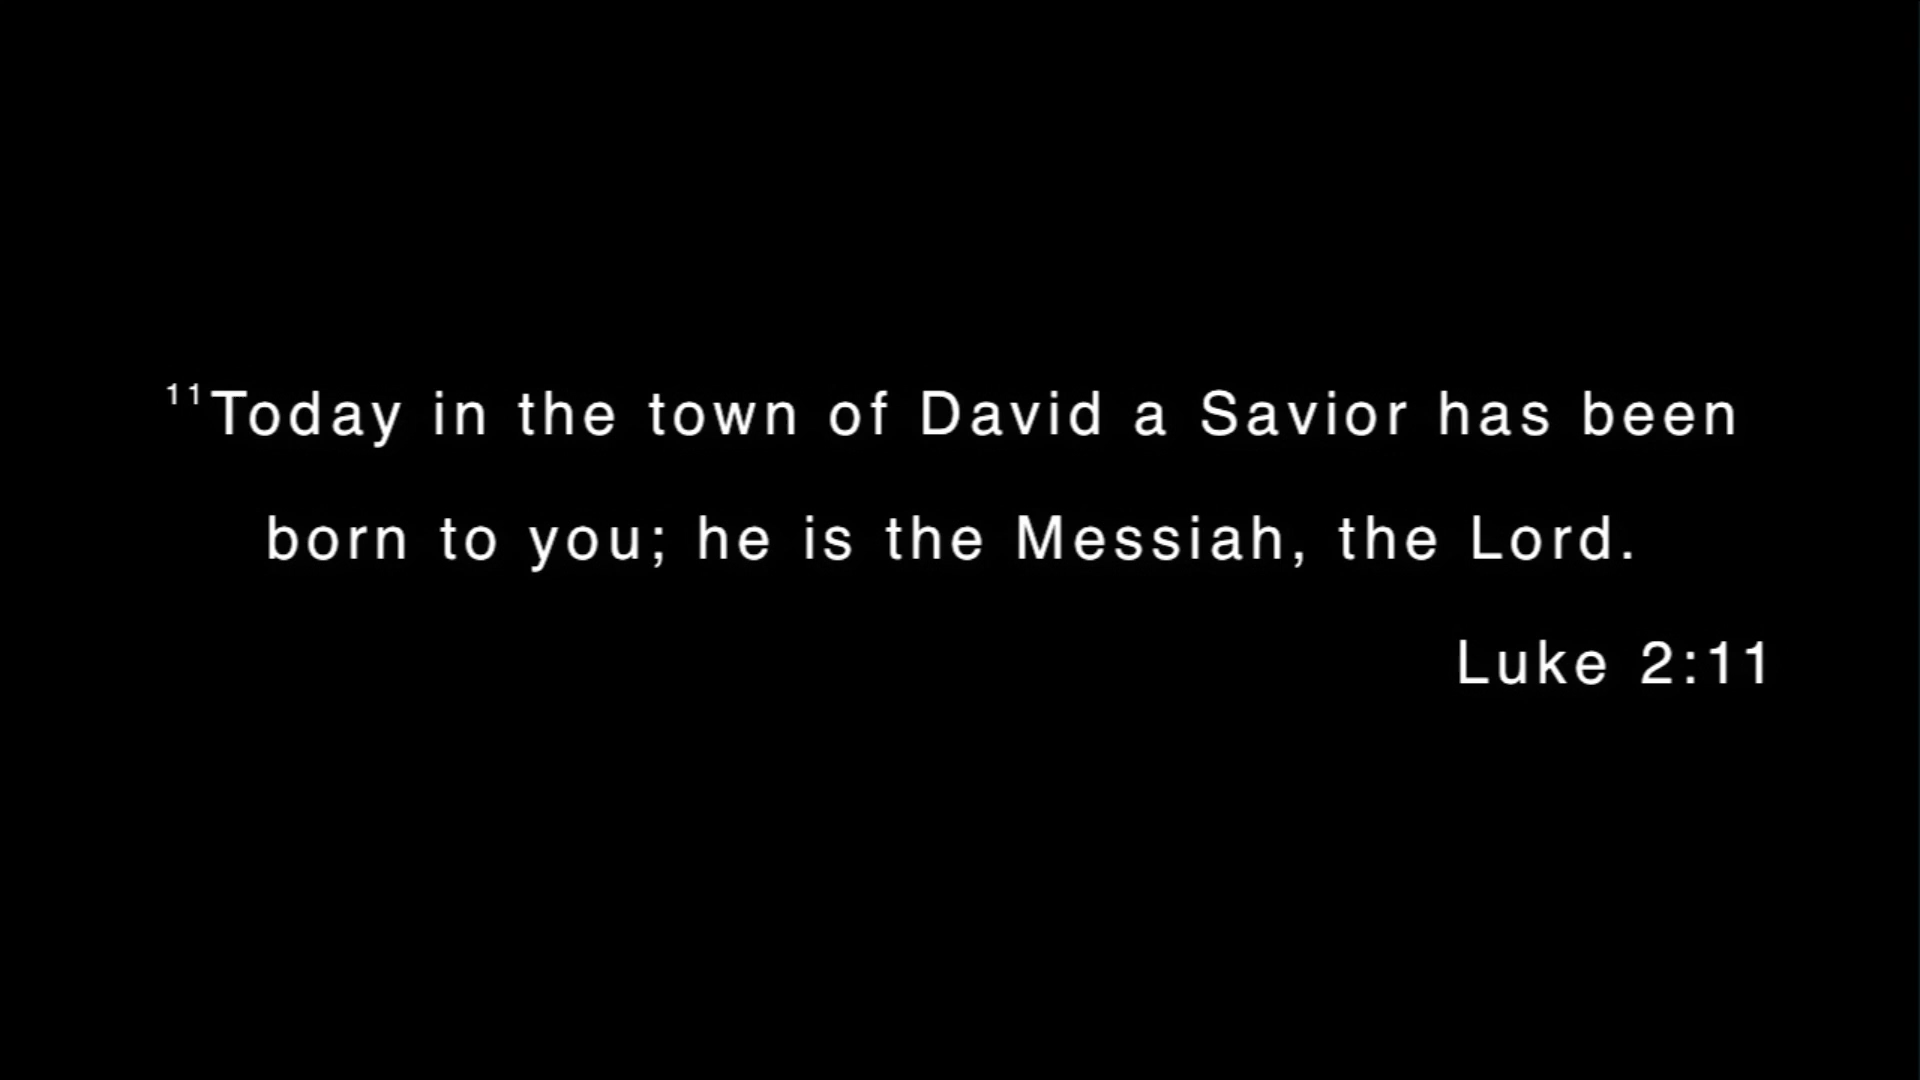 ¹¹Today in the town of David a Savior has been
born to you; he is the Messiah, the Lord.
Luke 2:11